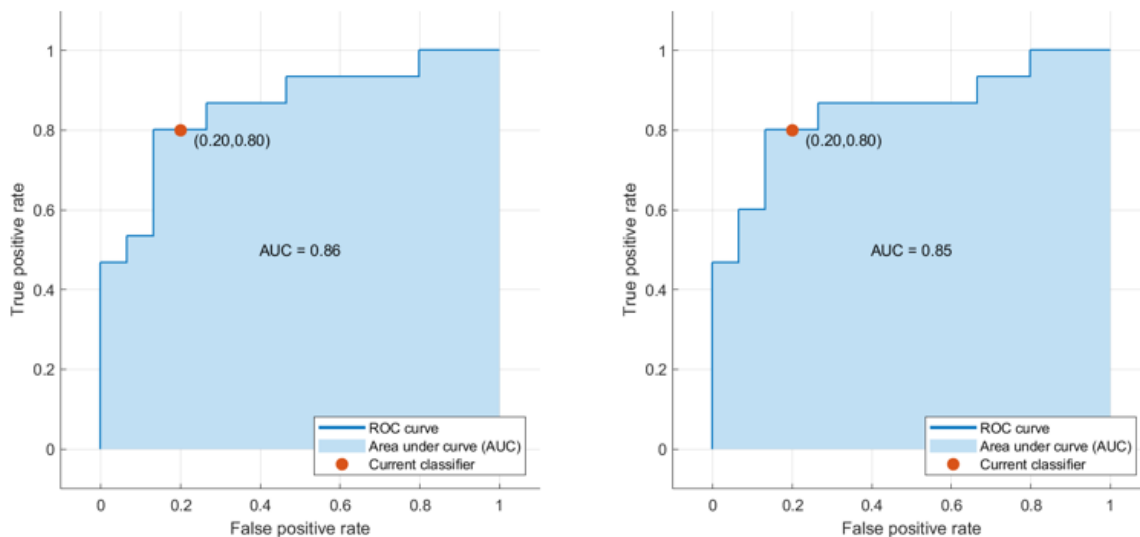 1
0.8
0.6
0.4
0.2
0
True positive rate
(0.20,0.80)
AUC = 0.86
ROC curve
Area under curve (AUC)
Current classifier
0 0.2 0.4 0.6 0.8 1
False positive rate
1
0.8
0.6
0.4
0.2
0
True positive rate
(0.20,0.80)
AUC = 0.85
ROC curve
Area under curve (AUC)
Current classifier
0 0.2 0.4 0.6 0.8 1
False positive rate